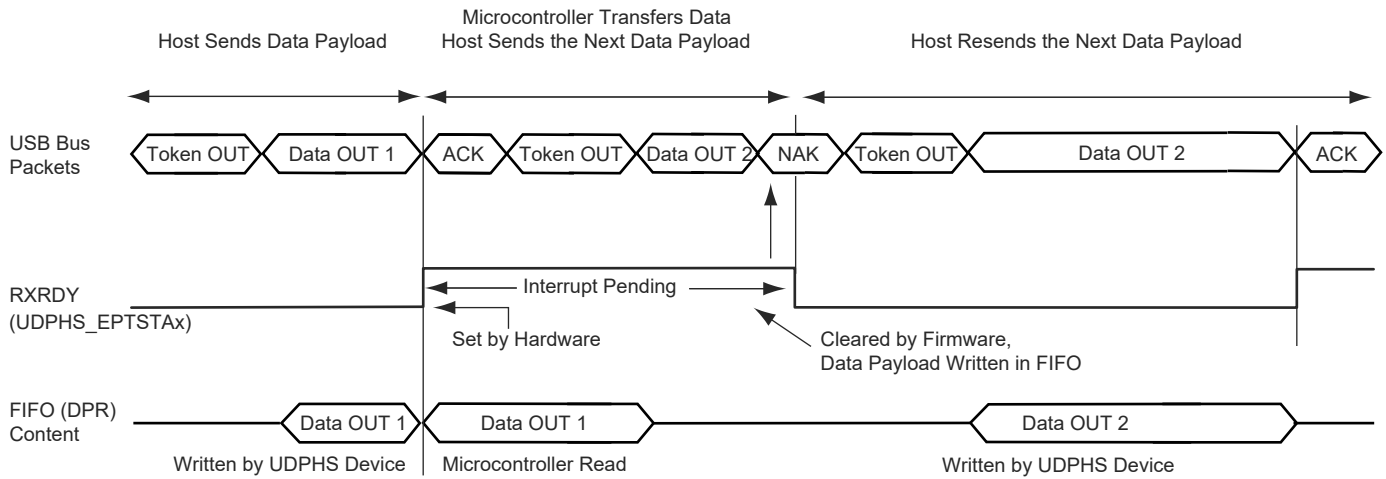 Microcontroller Transfers Data
Host Sends Data Payload
Host Sends the Next Data Payload
Host Resends the Next Data Payload
USB Bus
Packets
Token OUT
Data OUT 1
ACK
Token OUT
Data OUT 2
NAK
Token OUT
Data OUT 2
ACK
RXRDY
(UDPHS_EPTSTAx)
Interrupt Pending
Set by Hardware
Cleared by Firmware,
Data Payload Written in FIFO
FIFO (DPR)
Content
Data OUT 1
Data OUT 1
Data OUT 2
Written by UDPHS Device
Microcontroller Read
Written by UDPHS Device